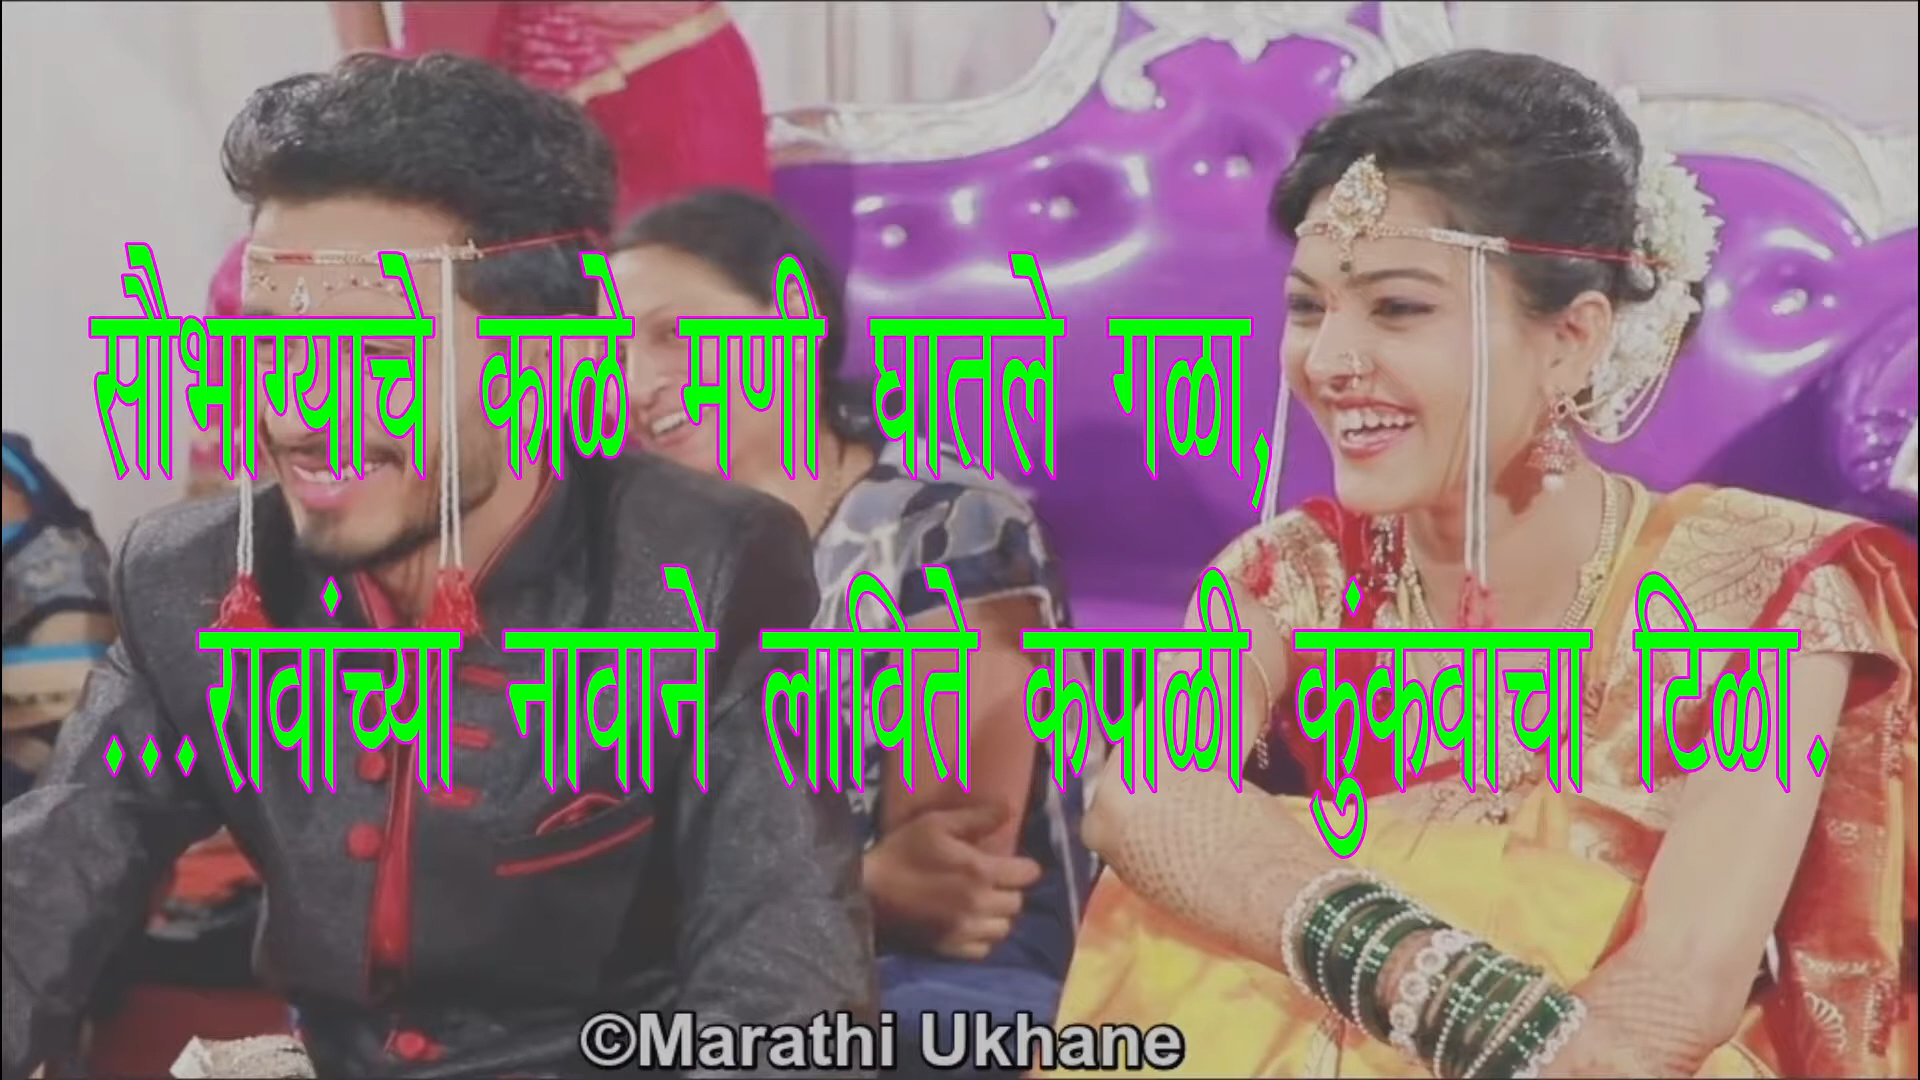 सौभाग्याचे काळे मणी घातले गळा,
...रावांच्या नावाने लाविते कपाळी कुंकवाचा टिळा.
©Marathi Ukhane